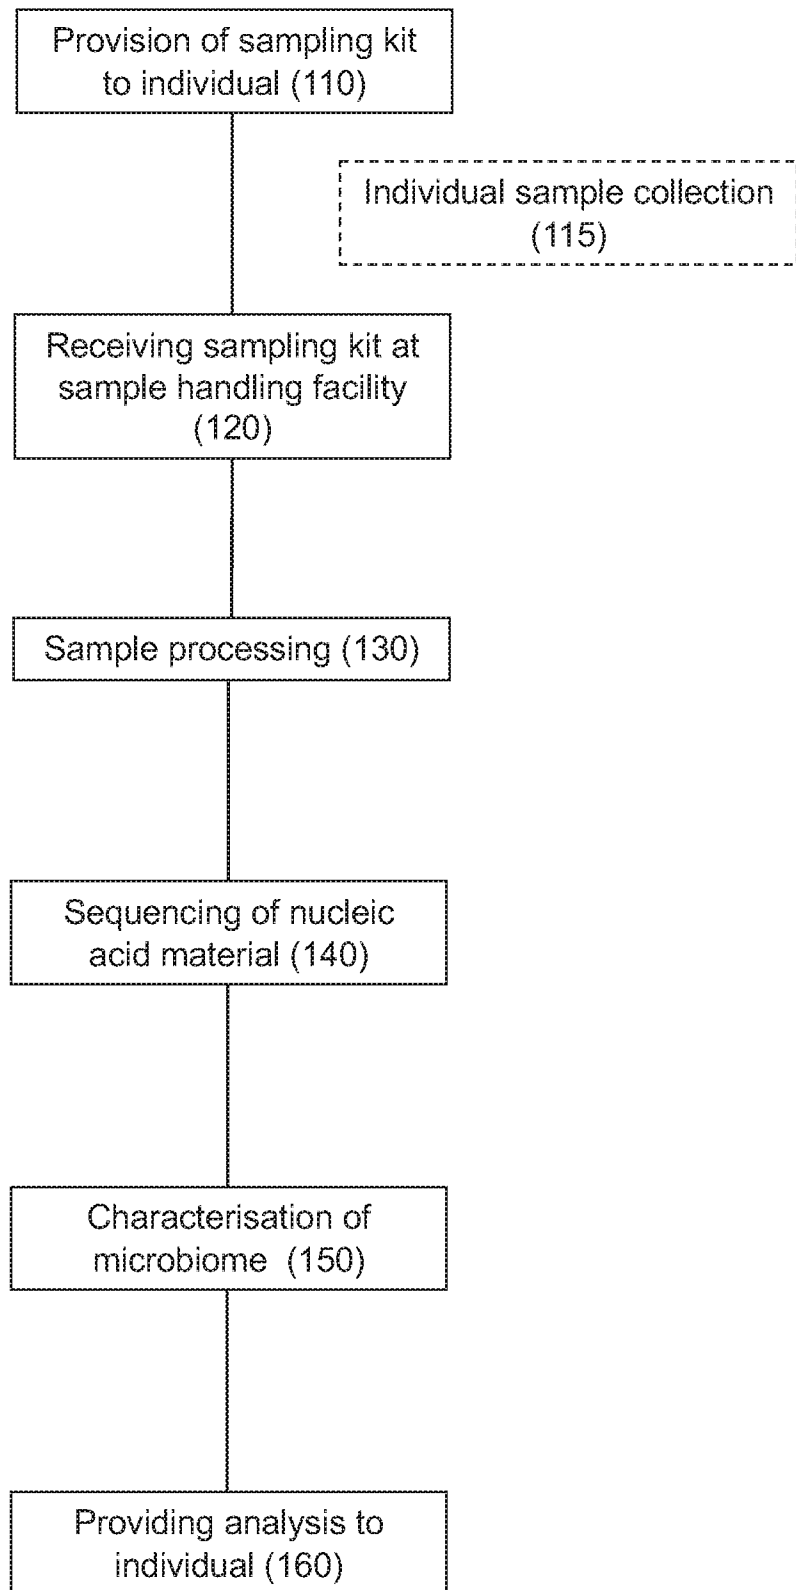 Provision of sampling kit
to individual (110)
Individual sample collection
(115)
Receiving sampling kit at
sample handling facility
(120)
Sample processing (130)
Sequencing of nucleic
acid material (140)
Characterisation of
microbiome (150)
Providing analysis to
individual (160)